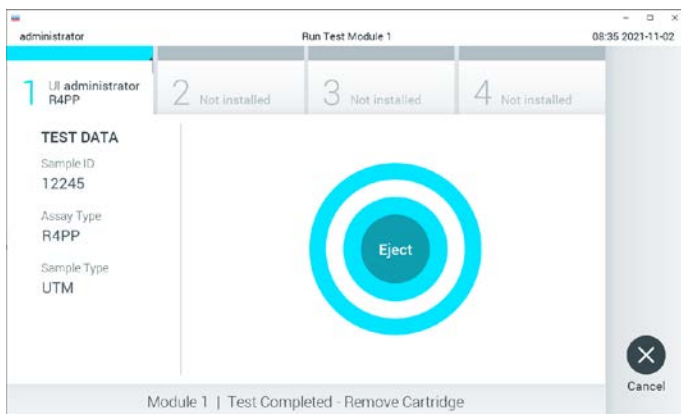 administrator Run Test Module 1 08:35 2021-11-02
1 UI administrator
R4PP
2 Not installed
3 Not installed
4 Not installed
TEST DATA
Sample ID
12245
Assay Type
R4PP
Sample Type
UTM
Eject
Cancel
Module 1 | Test Completed - Remove Cartridge